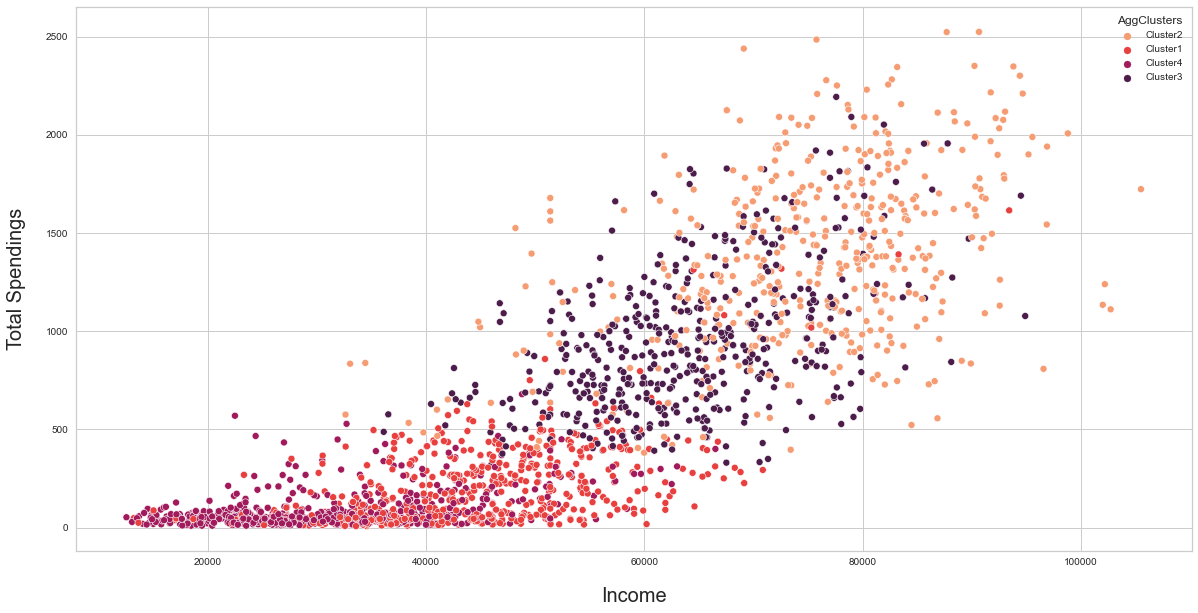 AggClusters
Cluster2
Cluster1
Cluster4
Cluster3
2500
2000
1500
1000
500
0
Total Spendings
20000 40000 60000 80000 100000
Income